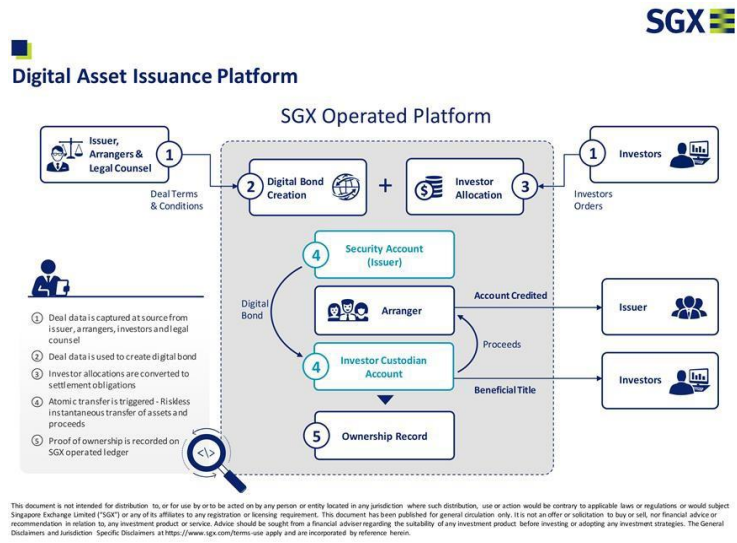 SGX
Digital Asset Issuance Platform
SGX Operated Platform
Issuer,
Arrangers &
Legal Counsel
1
Deal Terms
& Conditions
2
Digital Bond
Creation
+
Investor
Allocation
3
1
Investors
Investors
Orders
4
Security Account
(Issuer)
Digital
Bond
Arranger
Account Credited
Issuer
Proceeds
4
Investor Custodian
Account
Beneficial Title
Investors
5
Ownership Record
1 Deal data is captured at source from
issuer, arrangers, investors and legal
counsel
2 Deal data is used to create digital bond
3 Investor allocations are converted to
settlement obligations
4 Atomic transfer is triggered - Riskless
instantaneous transfer of assets and
proceeds
5 Proof of ownership is recorded on
SGX operated ledger
</>
This document is not intended for distribution to, or for use by or to be acted on by any person or entity located in any jurisdiction where such distribution, use or action would be contrary to applicable laws or regulations or would subject
Singapore Exchange Limited ("SGX") or any of its affiliates to any registration or licensing requirement. This document has been published for general circulation only. It is not an offer or solicitation to buy or sell, nor financial advice or
recommendation in relation to, any investment product or service. Advice should be sought from a financial adviser regarding the suitability of any investment product before investing or adopting any investment strategies. The General
Disclaimers and Jurisdiction Specific Disclaimers at https://www.sgx.com/terms-use apply and are incorporated by reference herein.